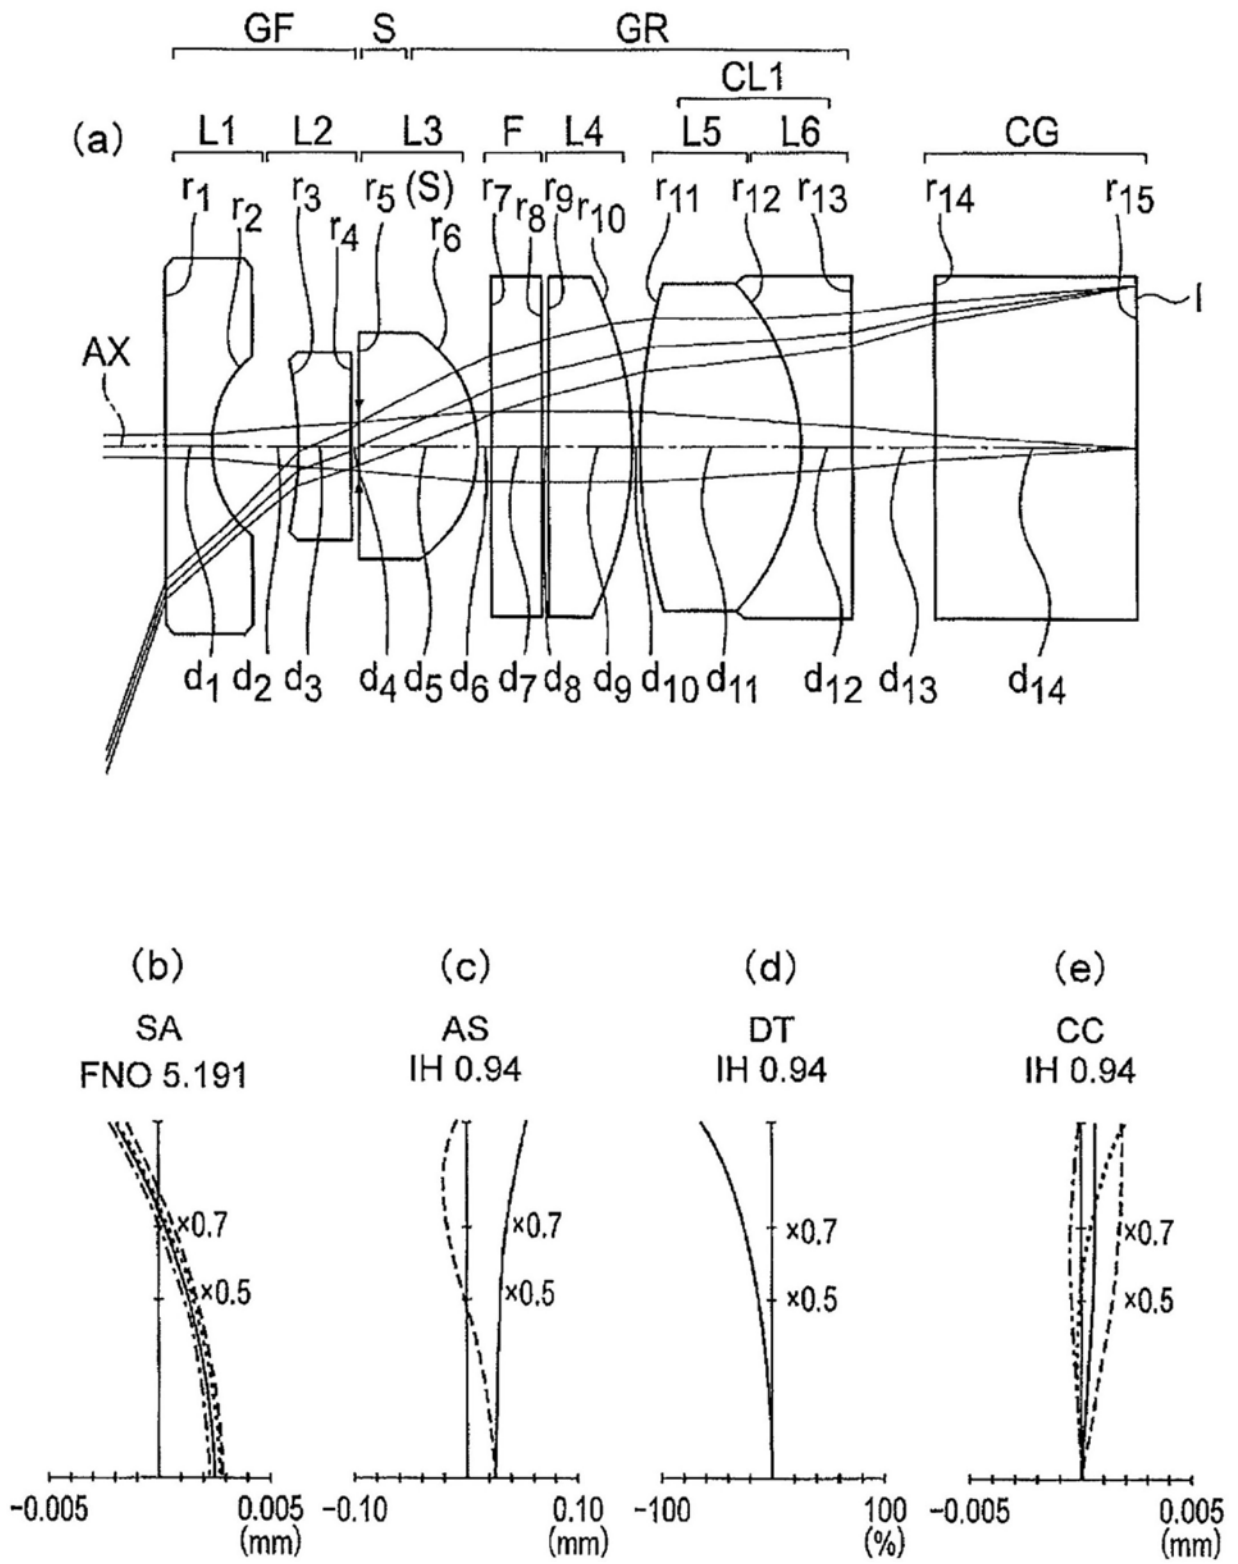 GF S GR
CL1
(a) L1 L2 L3 F L4 L5 L6 CG
r1 r2 r3 r4 r5 (S) r6 r7 r8 r9 r10 r11 r12 r13 r14 r15
I
AX
d1 d2 d3 d4 d5 d6 d7 d8 d9 d10 d11 d12 d13 d14
(b) (c) (d) (e)
SA AS DT CC
FNO 5.191 IH 0.94 IH 0.94 IH 0.94
×0.7 ×0.7 ×0.7 ×0.7
×0.5 ×0.5 ×0.5 ×0.5
-0.005 0.005 -0.10 0.10 -100 100 -0.005 0.005
(mm) (mm) (%) (mm)